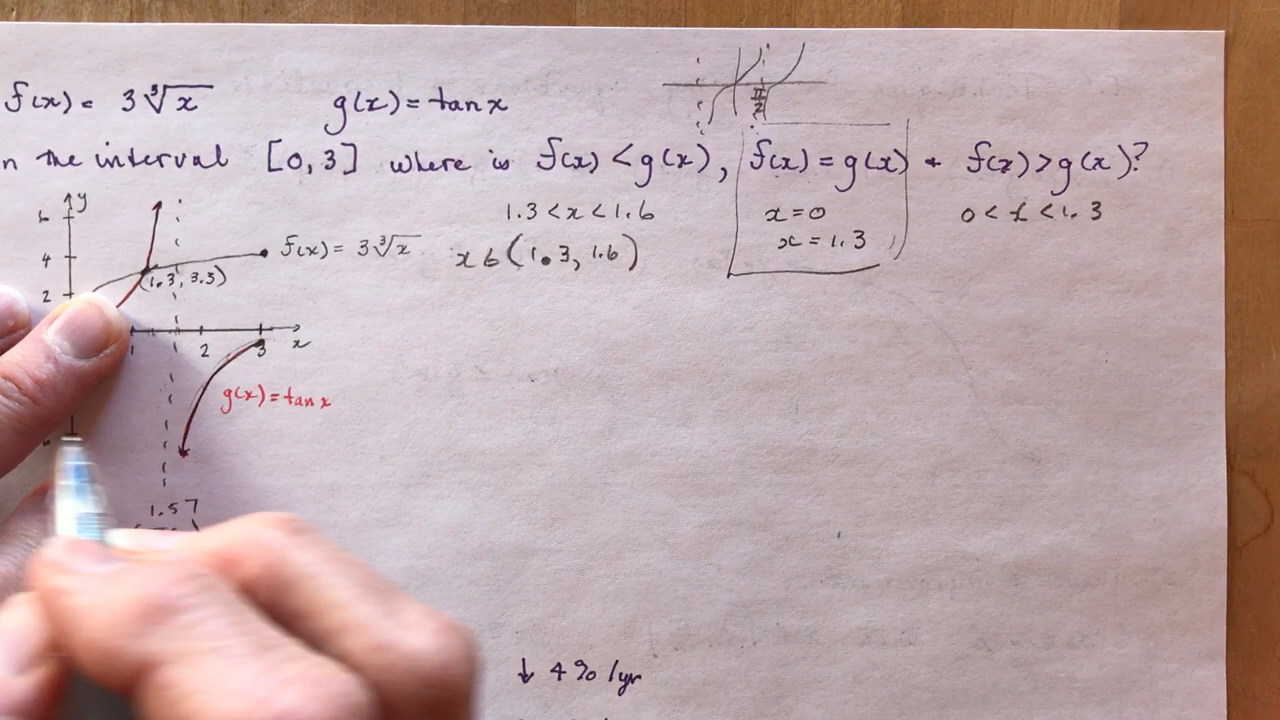 f(x) = 3∛x g(x) = tan x
n the interval [0, 3] where is f(x) < g(x), f(x) = g(x) + f(x) > g(x)?
π/2
1.3 < x < 1.6 x = 0 0 < x < 1.3
x = 1.3
x ∈ (1.3, 1.6)
y
6
4
2
f(x) = 3∛x
(1.3, 3.3)
1 2 3 x
g(x) = tan x
1.57
↓ 4% /yr